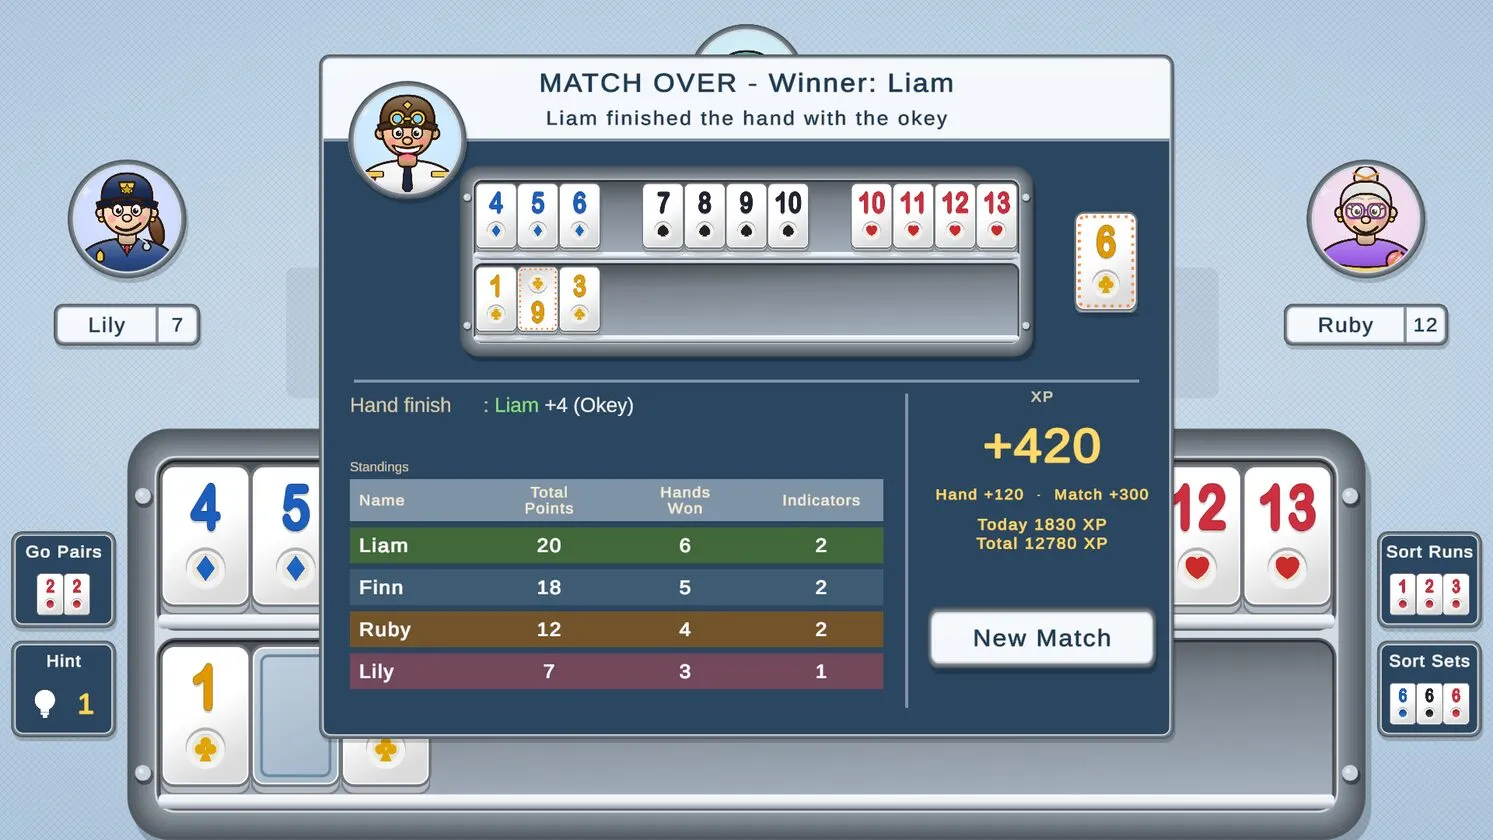 MATCH OVER - Winner: Liam
Liam finished the hand with the okey
4 5 6 7 8 9 10 10 11 12 13
1 6 3
6
Lily 7
Ruby 12
Hand finish : Liam +4 (Okey)
XP
+420
Hand +120 · Match +300
Today 1830 XP
Total 12780 XP
Standings
Name Total Points Hands Won Indicators
Liam 20 6 2
Finn 18 5 2
Ruby 12 4 2
Lily 7 3 1
New Match
4 5 12 13
1
Go Pairs
2 2
Hint
1
Sort Runs
1 2 3
Sort Sets
6 6 6